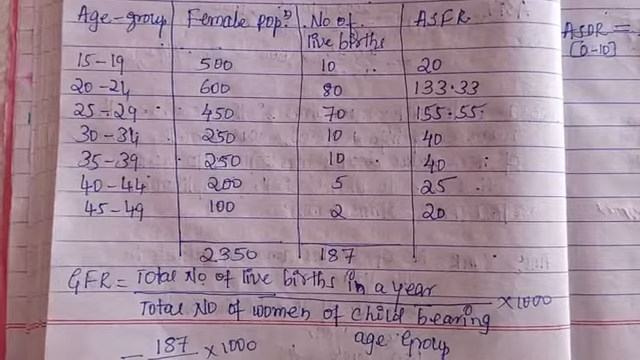 Age-group Female popn No of live births ASFR
15-19 500 10 20
20-24 600 80 133.33
25-29 450 70 155.55
30-34 250 10 40
35-39 250 10 40
40-44 200 5 25
45-49 100 2 20
2350 187
GFR = Total No of live births in a year
Total No of women of child bearing age Group × 1000
= 187 × 1000
ASDR =
[0-10]